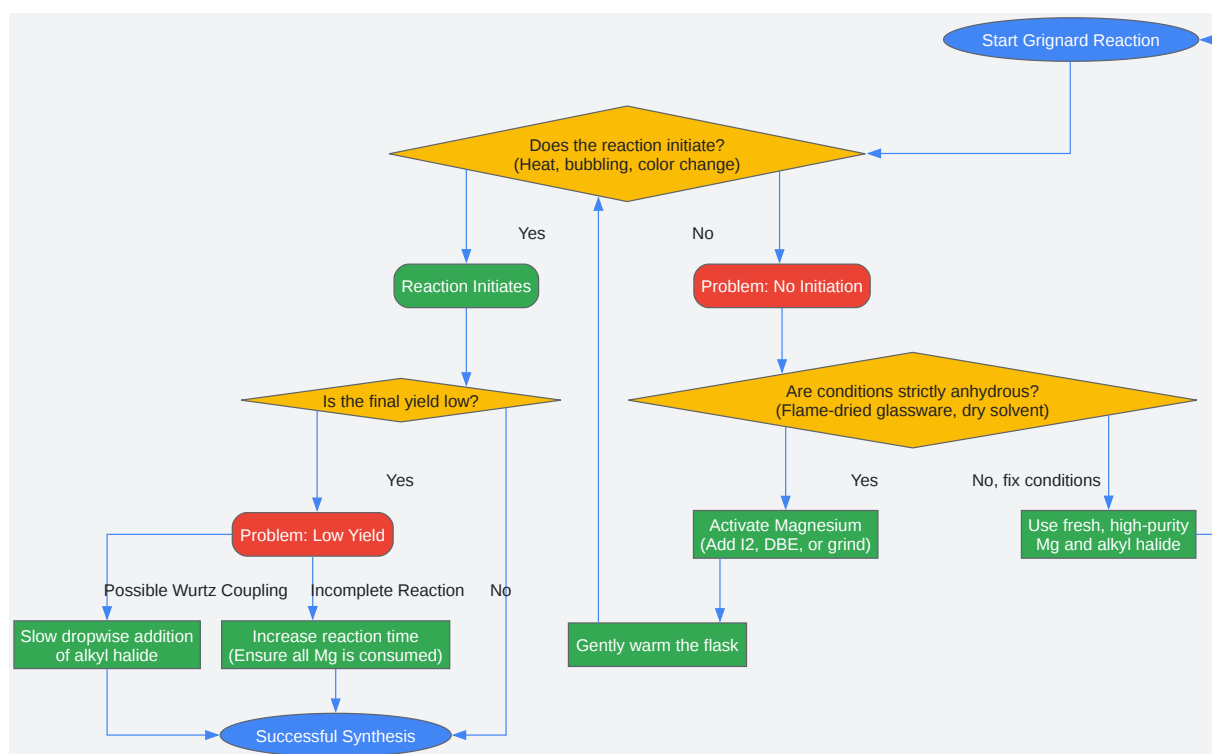 Start Grignard Reaction
Does the reaction initiate?
(Heat, bubbling, color change)
Yes
No
Reaction Initiates
Problem: No Initiation
Is the final yield low?
Are conditions strictly anhydrous?
(Flame-dried glassware, dry solvent)
Yes
Yes
No, fix conditions
Problem: Low Yield
Activate Magnesium
(Add I2, DBE, or grind)
Use fresh, high-purity
Mg and alkyl halide
Possible Wurtz Coupling
Incomplete Reaction
No
Slow dropwise addition
of alkyl halide
Increase reaction time
(Ensure all Mg is consumed)
Gently warm the flask
Successful Synthesis